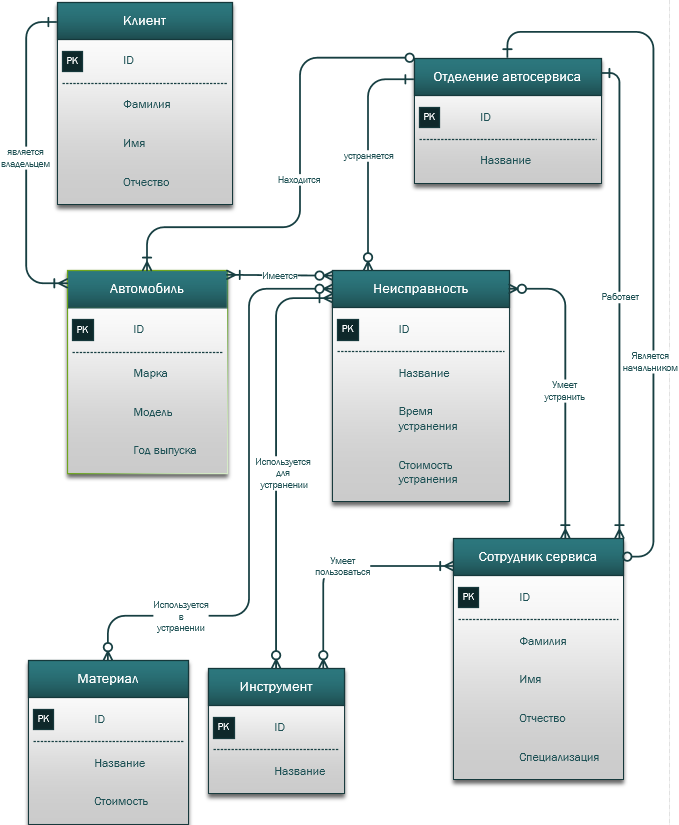 Клиент
PK ID
Фамилия
Имя
Отчество
Отделение автосервиса
PK ID
Название
является
владельцем
устраняется
Находится
Имеется
Автомобиль
PK ID
Марка
Модель
Год выпуска
Неисправность
PK ID
Название
Время
устранения
Стоимость
устранения
Работает
Является
начальником
Умеет
устранить
Используется
для
устранении
Умеет
пользоваться
Используется
в
устранении
Сотрудник сервиса
PK ID
Фамилия
Имя
Отчество
Специализация
Материал
PK ID
Название
Стоимость
Инструмент
PK ID
Название